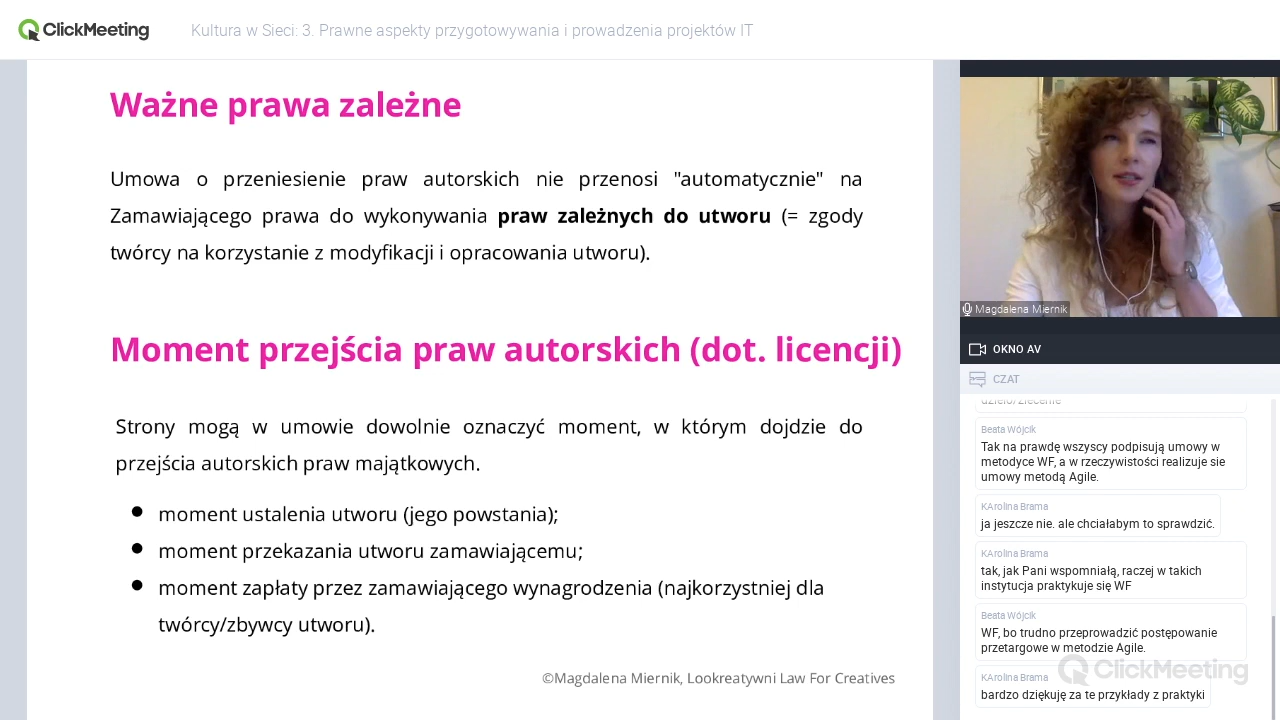 ClickMeeting
Kultura w Sieci: 3. Prawne aspekty przygotowywania i prowadzenia projektów IT
Ważne prawa zależne
Umowa o przeniesienie praw autorskich nie przenosi "automatycznie" na
Zamawiającego prawa do wykonywania praw zależnych do utworu (= zgody
twórcy na korzystanie z modyfikacji i opracowania utworu).
Moment przejścia praw autorskich (dot. licencji)
Strony mogą w umowie dowolnie oznaczyć moment, w którym dojdzie do
przejścia autorskich praw majątkowych.
moment ustalenia utworu (jego powstania);
moment przekazania utworu zamawiającemu;
moment zapłaty przez zamawiającego wynagrodzenia (najkorzystniej dla
twórcy/zbywcy utworu).
©Magdalena Miernik, Lookreatywni Law For Creatives
Magdalena Miernik
OKNO AV
CZAT
dzieło/zlecenie
Beata Wójcik
Tak na prawdę wszyscy podpisują umowy w
metodyce WF, a w rzeczywistości realizuje sie
umowy metodą Agile.
KArolina Brama
ja jeszcze nie. ale chciałabym to sprawdzić.
KArolina Brama
tak, jak Pani wspomniałą, raczej w takich
instytucja praktykuje się WF
Beata Wójcik
WF, bo trudno przeprowadzić postępowanie
przetargowe w metodzie Agile.
KArolina Brama
bardzo dziękuję za te przykłady z praktyki
ClickMeeting